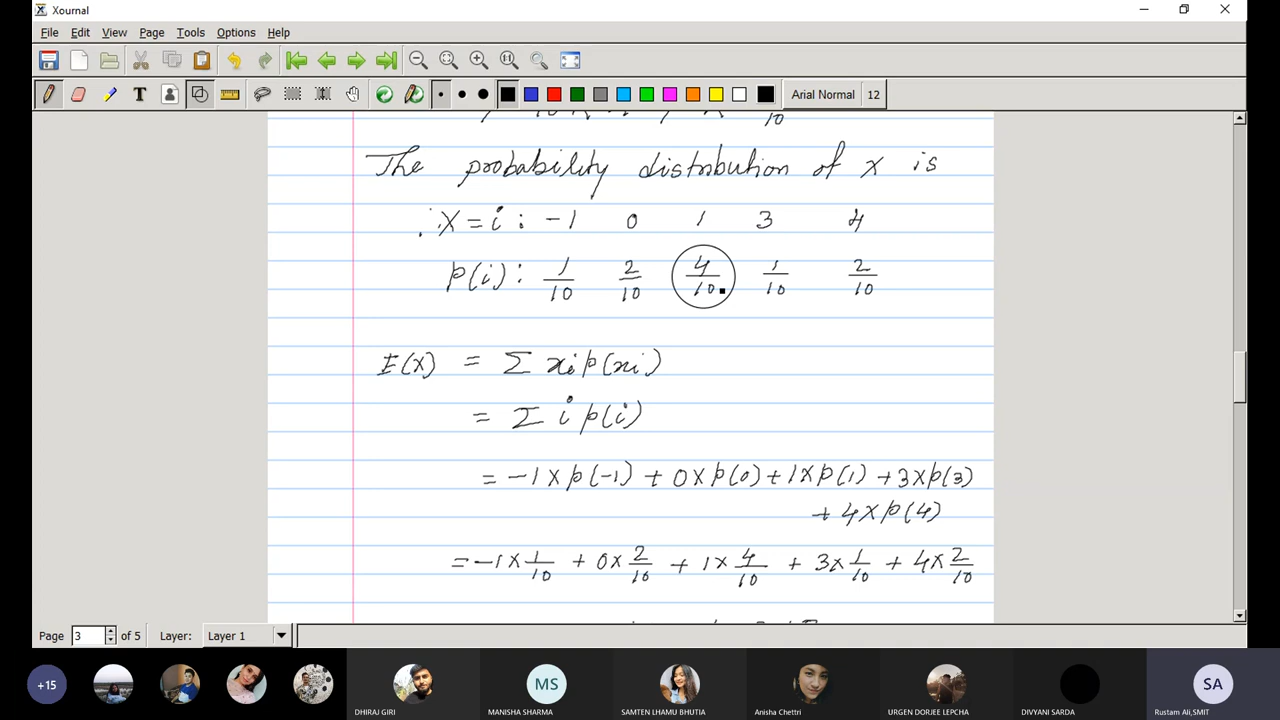 Xournal
File Edit View Page Tools Options Help
Arial Normal 12
10
The probability distribution of X is
∴ X = i : -1 0 1 3 4
p(i) : 1/10 2/10 4/10 1/10 2/10
E(X) = Σ xi p(xi)
= Σ i p(i)
= -1 x p(-1) + 0 x p(0) + 1 x p(1) + 3 x p(3)
+ 4 x p(4)
= -1 x 1/10 + 0 x 2/10 + 1 x 4/10 + 3 x 1/10 + 4 x 2/10
Page 3 of 5 Layer: Layer 1
+15 MS SA
DHIRAJ GIRI MANISHA SHARMA SAMTEN LHAMU BHUTIA Anisha Chettri URGEN DORJEE LEPCHA DIVYANI SARDA Rustam Ali,SMIT